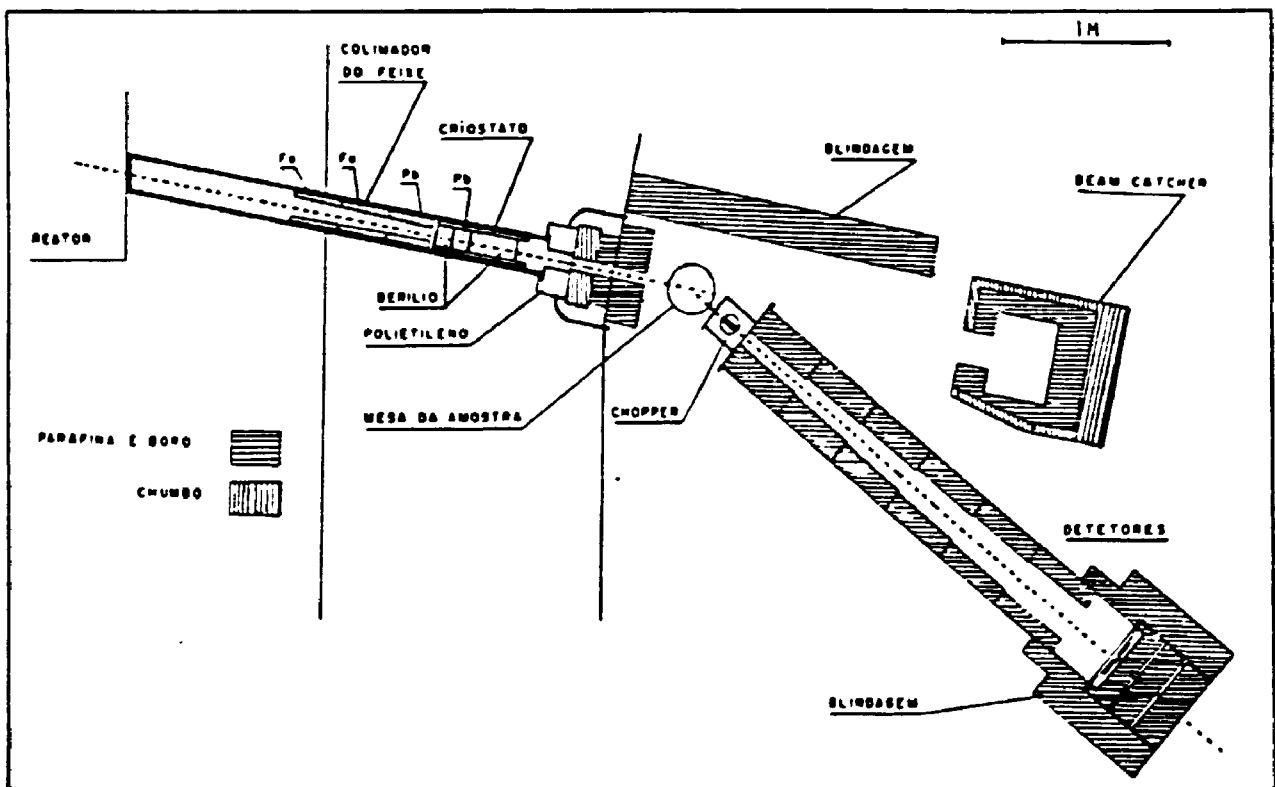 1M
COLIMADOR
DO FEISE
CRIOSTATO
BLINDAGEM
BEAM CATCHER
Fe
Fe
Pb
Pb
REATOR
BERILIO
POLIETILENO
MESA DA AMOSTRA
CHOPPER
PARAFINA E BORO
CHUMBO
DETETORES
BLINDAGEM